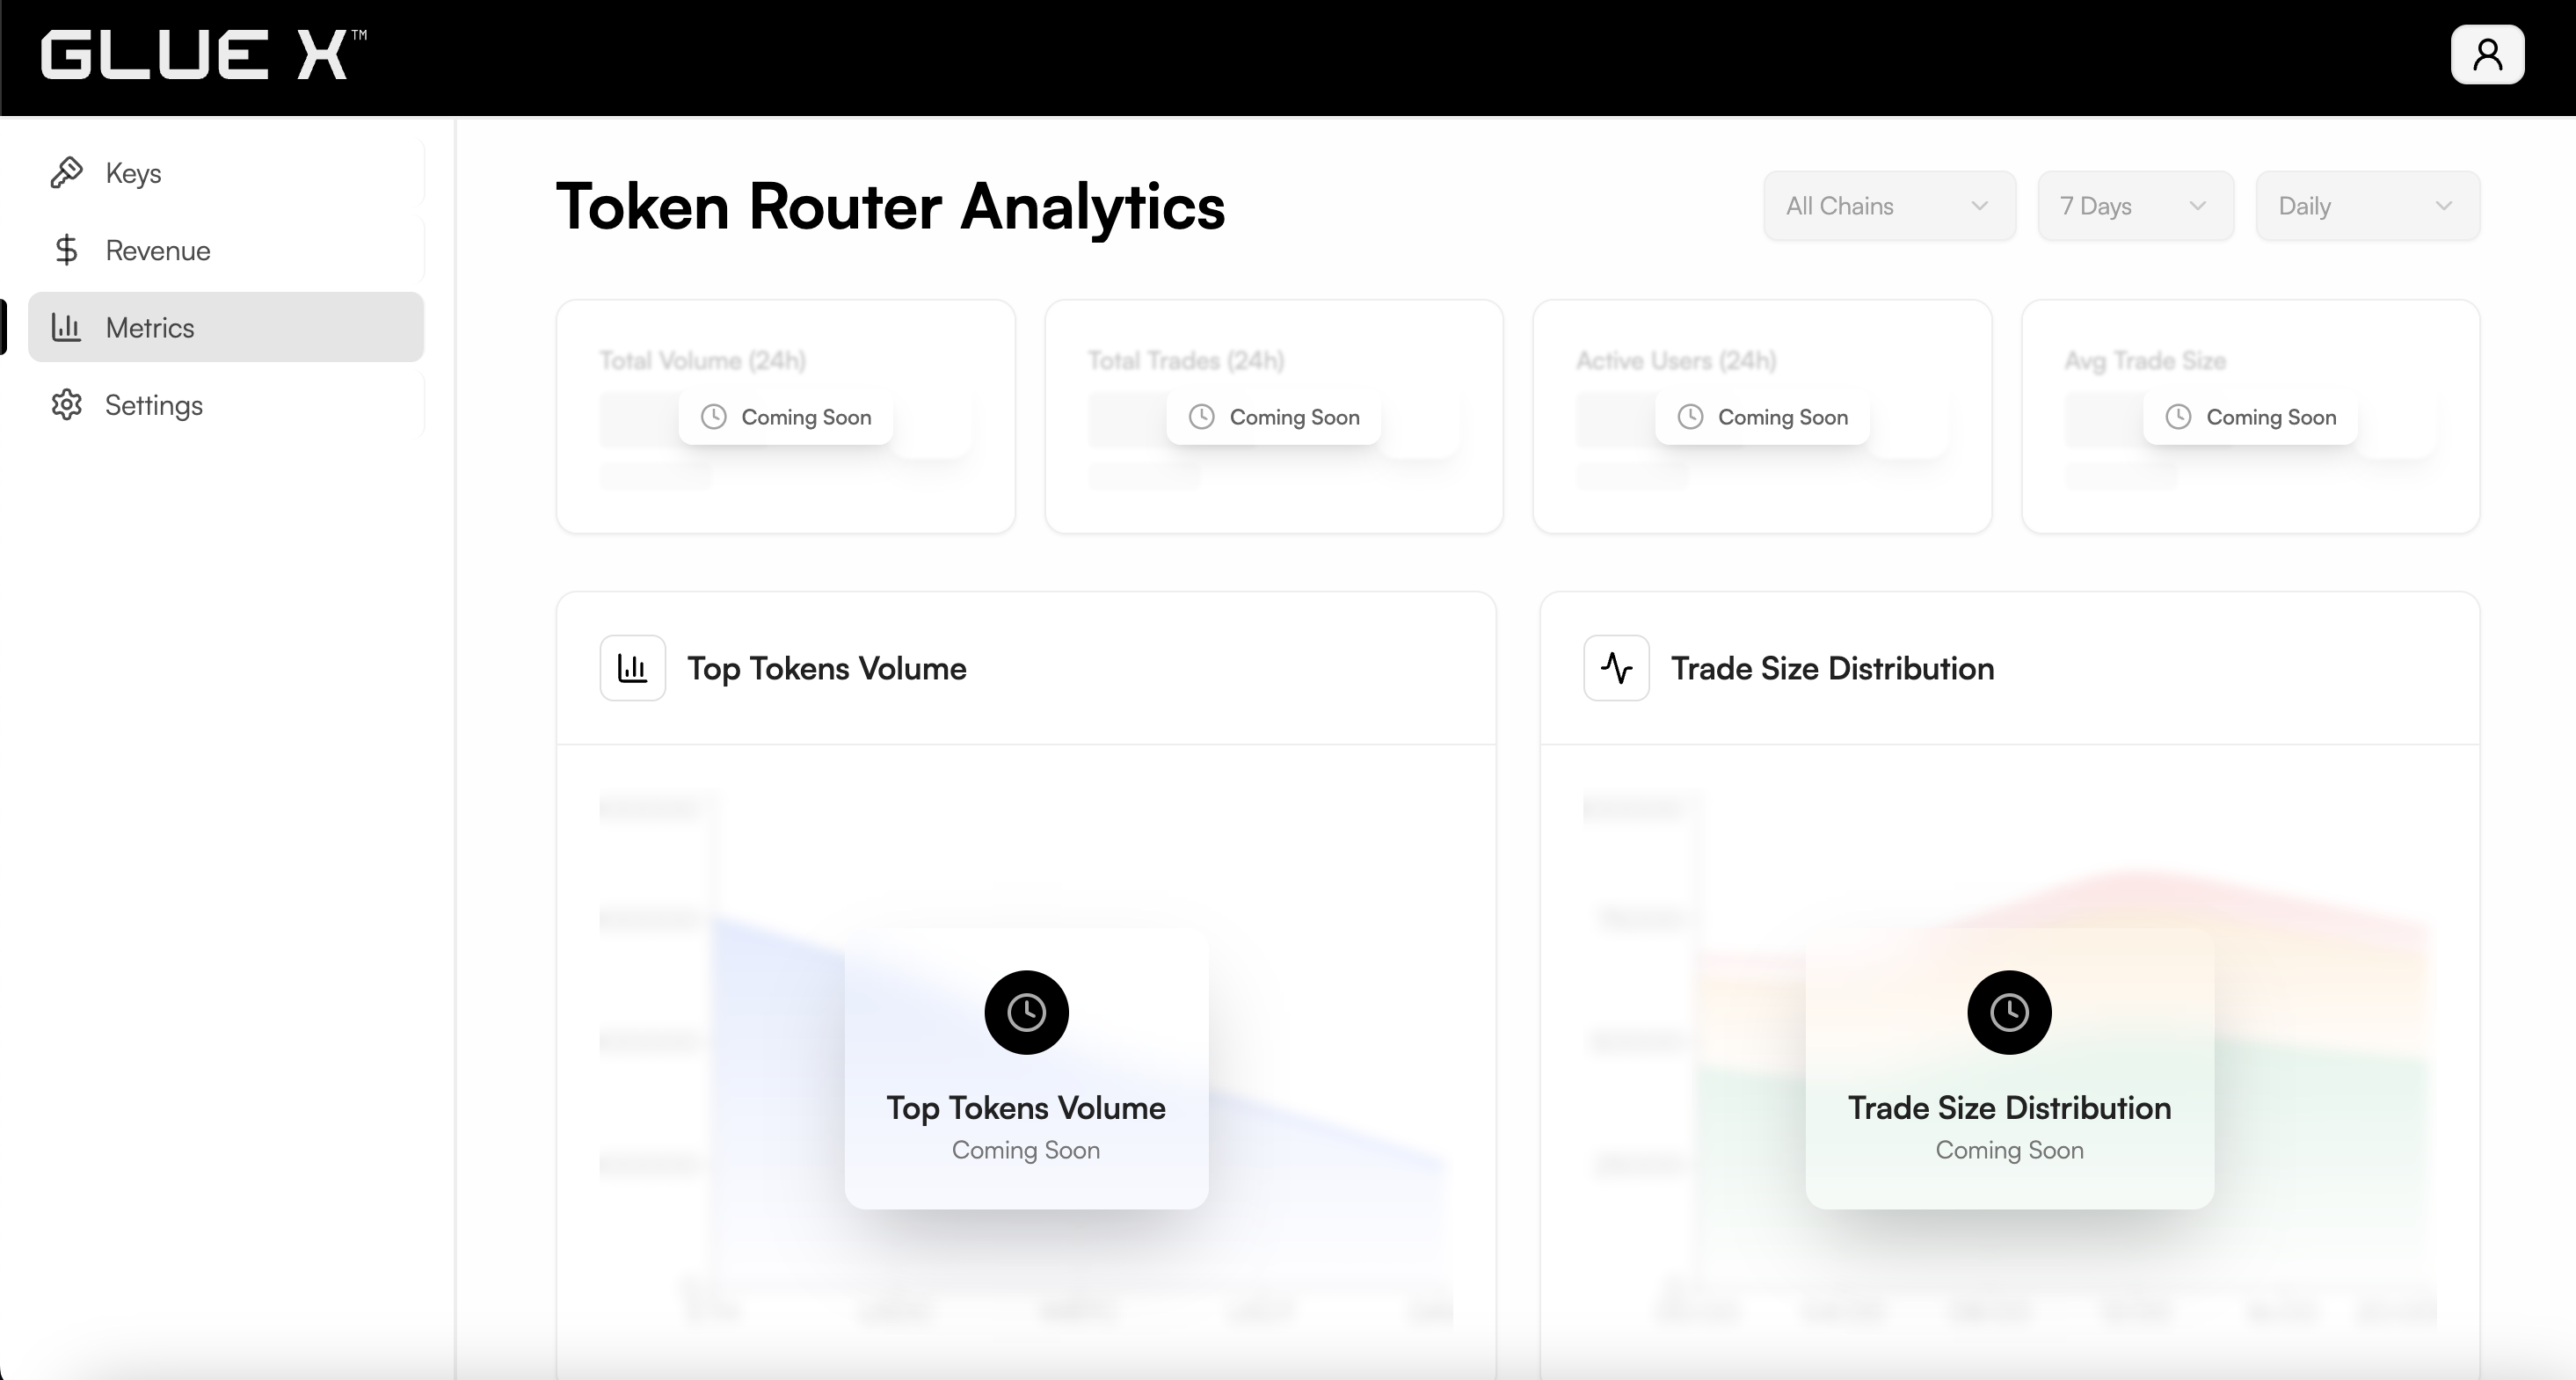 GLUE X™
Keys
Revenue
Metrics
Settings
Token Router Analytics
All Chains
7 Days
Daily
Total Volume (24h)
Coming Soon
Total Trades (24h)
Coming Soon
Active Users (24h)
Coming Soon
Avg Trade Size
Coming Soon
Top Tokens Volume
Top Tokens Volume
Coming Soon
Trade Size Distribution
Trade Size Distribution
Coming Soon